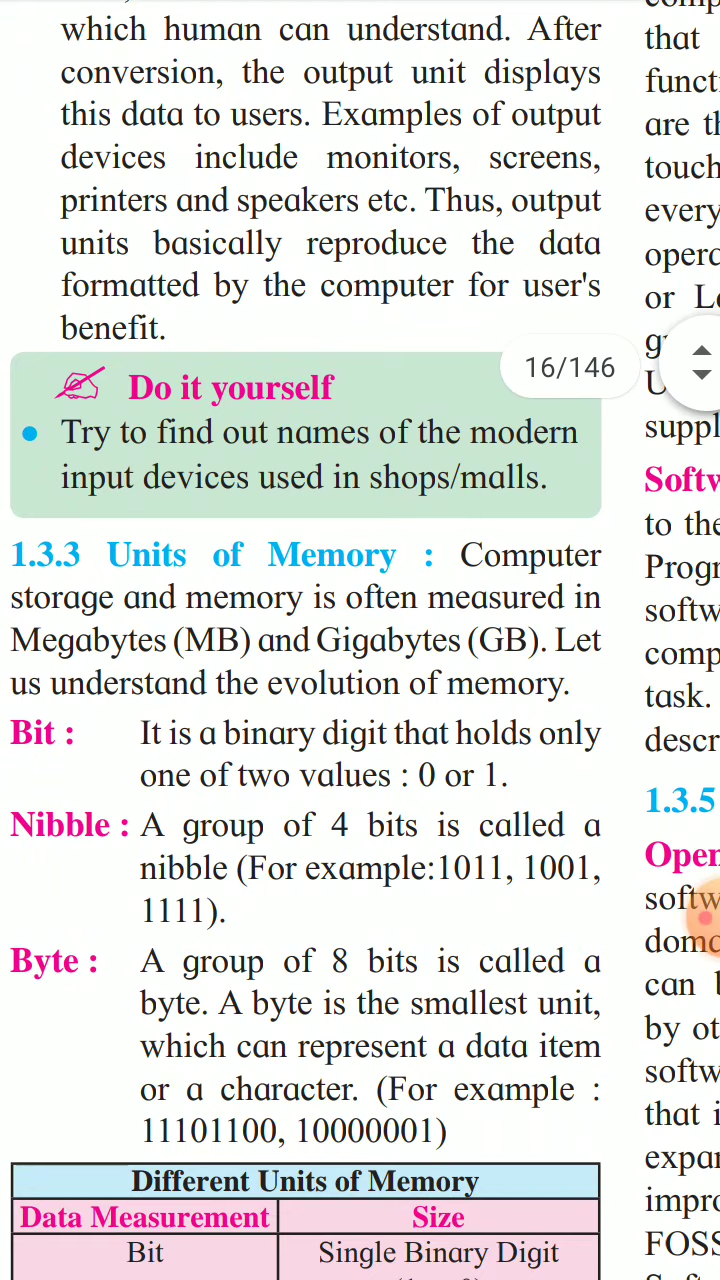 which human can understand. After
conversion, the output unit displays
this data to users. Examples of output
devices include monitors, screens,
printers and speakers etc. Thus, output
units basically reproduce the data
formatted by the computer for user's
benefit.
16/146
Do it yourself
• Try to find out names of the modern
input devices used in shops/malls.
1.3.3 Units of Memory : Computer
storage and memory is often measured in
Megabytes (MB) and Gigabytes (GB). Let
us understand the evolution of memory.
Bit : It is a binary digit that holds only
one of two values : 0 or 1.
Nibble : A group of 4 bits is called a
nibble (For example:1011, 1001,
1111).
Byte : A group of 8 bits is called a
byte. A byte is the smallest unit,
which can represent a data item
or a character. (For example :
11101100, 10000001)
Different Units of Memory
Data Measurement Size
Bit Single Binary Digit
that
are
every
or
to the
task.
1.3.5
can
by
that